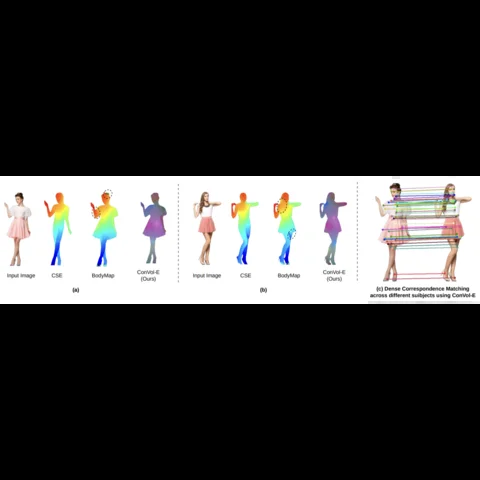 Input Image
CSE
BodyMap
ConVol-E
(Ours)
(a)
Input Image
CSE
BodyMap
ConVol-E
(Ours)
(b)
(c) Dense Correspondence Matching
across different suibjects using ConVol-E